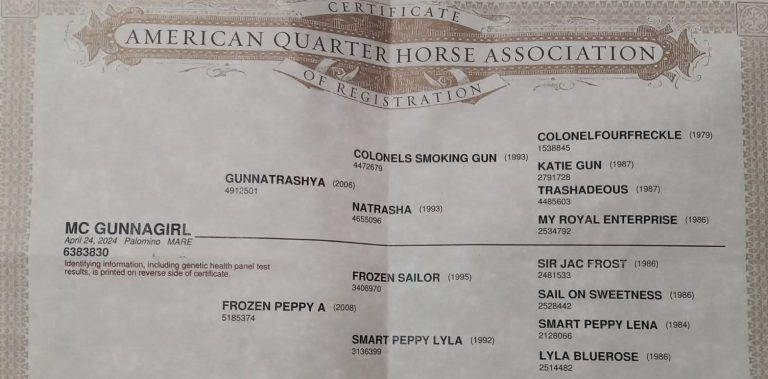 CERTIFICATE
AMERICAN QUARTER HORSE ASSOCIATION
OF REGISTRATION
COLONELFOURFRECKLE (1979)
1538845
COLONELS SMOKING GUN (1993)
4472679
KATIE GUN (1987)
2791728
GUNNATRASHYA (2006)
4912501
TRASHADEOUS (1987)
4485603
NATRASHA (1993)
4655096
MY ROYAL ENTERPRISE (1986)
2534792
MC GUNNAGIRL
April 24, 2024 Palomino MARE
6383830
Identifying information, including genetic health panel test
results, is printed on reverse side of certificate.
SIR JAC FROST (1986)
2481533
FROZEN SAILOR (1995)
3406970
SAIL ON SWEETNESS (1986)
2528442
FROZEN PEPPY A (2008)
5185374
SMART PEPPY LENA (1984)
2128066
SMART PEPPY LYLA (1992)
3136399
LYLA BLUEROSE (1986)
2514482